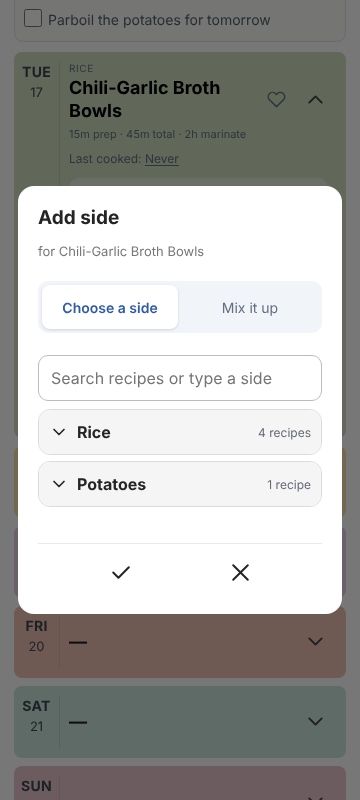 Parboil the potatoes for tomorrow
TUE
17
RICE
Chili-Garlic Broth
Bowls
15m prep · 45m total · 2h marinate
Last cooked: Never
Add side
for Chili-Garlic Broth Bowls
Choose a side
Mix it up
Search recipes or type a side
Rice
4 recipes
Potatoes
1 recipe
FRI
20
—
SAT
21
—
SUN